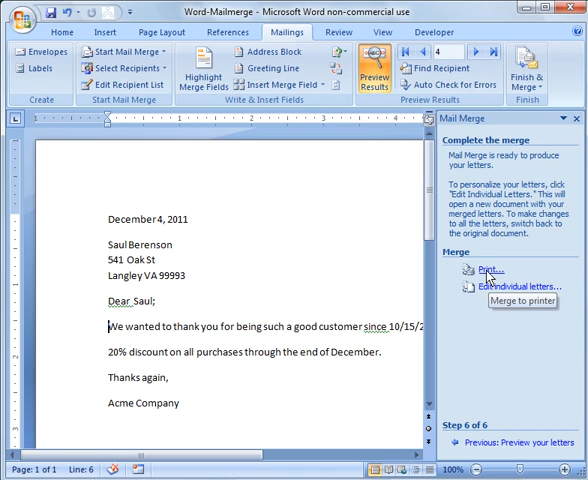 Word-Mailmerge - Microsoft Word non-commercial use
Home Insert Page Layout References Mailings Review View Developer
Envelopes
Labels
Create
Start Mail Merge
Select Recipients
Edit Recipient List
Start Mail Merge
Highlight
Merge Fields
Address Block
Greeting Line
Insert Merge Field
Write & Insert Fields
ABC
Preview
Results
4
Find Recipient
Auto Check for Errors
Preview Results
Finish &
Merge
Finish
1 1 2 3 4
Mail Merge
Complete the merge
Mail Merge is ready to produce
your letters.
To personalize your letters, click
"Edit Individual Letters." This will
open a new document with your
merged letters. To make changes
to all the letters, switch back to
the original document.
Merge
Print...
Edit individual letters...
Merge to printer
December 4, 2011
Saul Berenson
541 Oak St
Langley VA 99993
Dear Saul;
We wanted to thank you for being such a good customer since 10/15/2
20% discount on all purchases through the end of December.
Thanks again,
Acme Company
Step 6 of 6
Previous: Preview your letters
Page: 1 of 1 Line: 6 100%